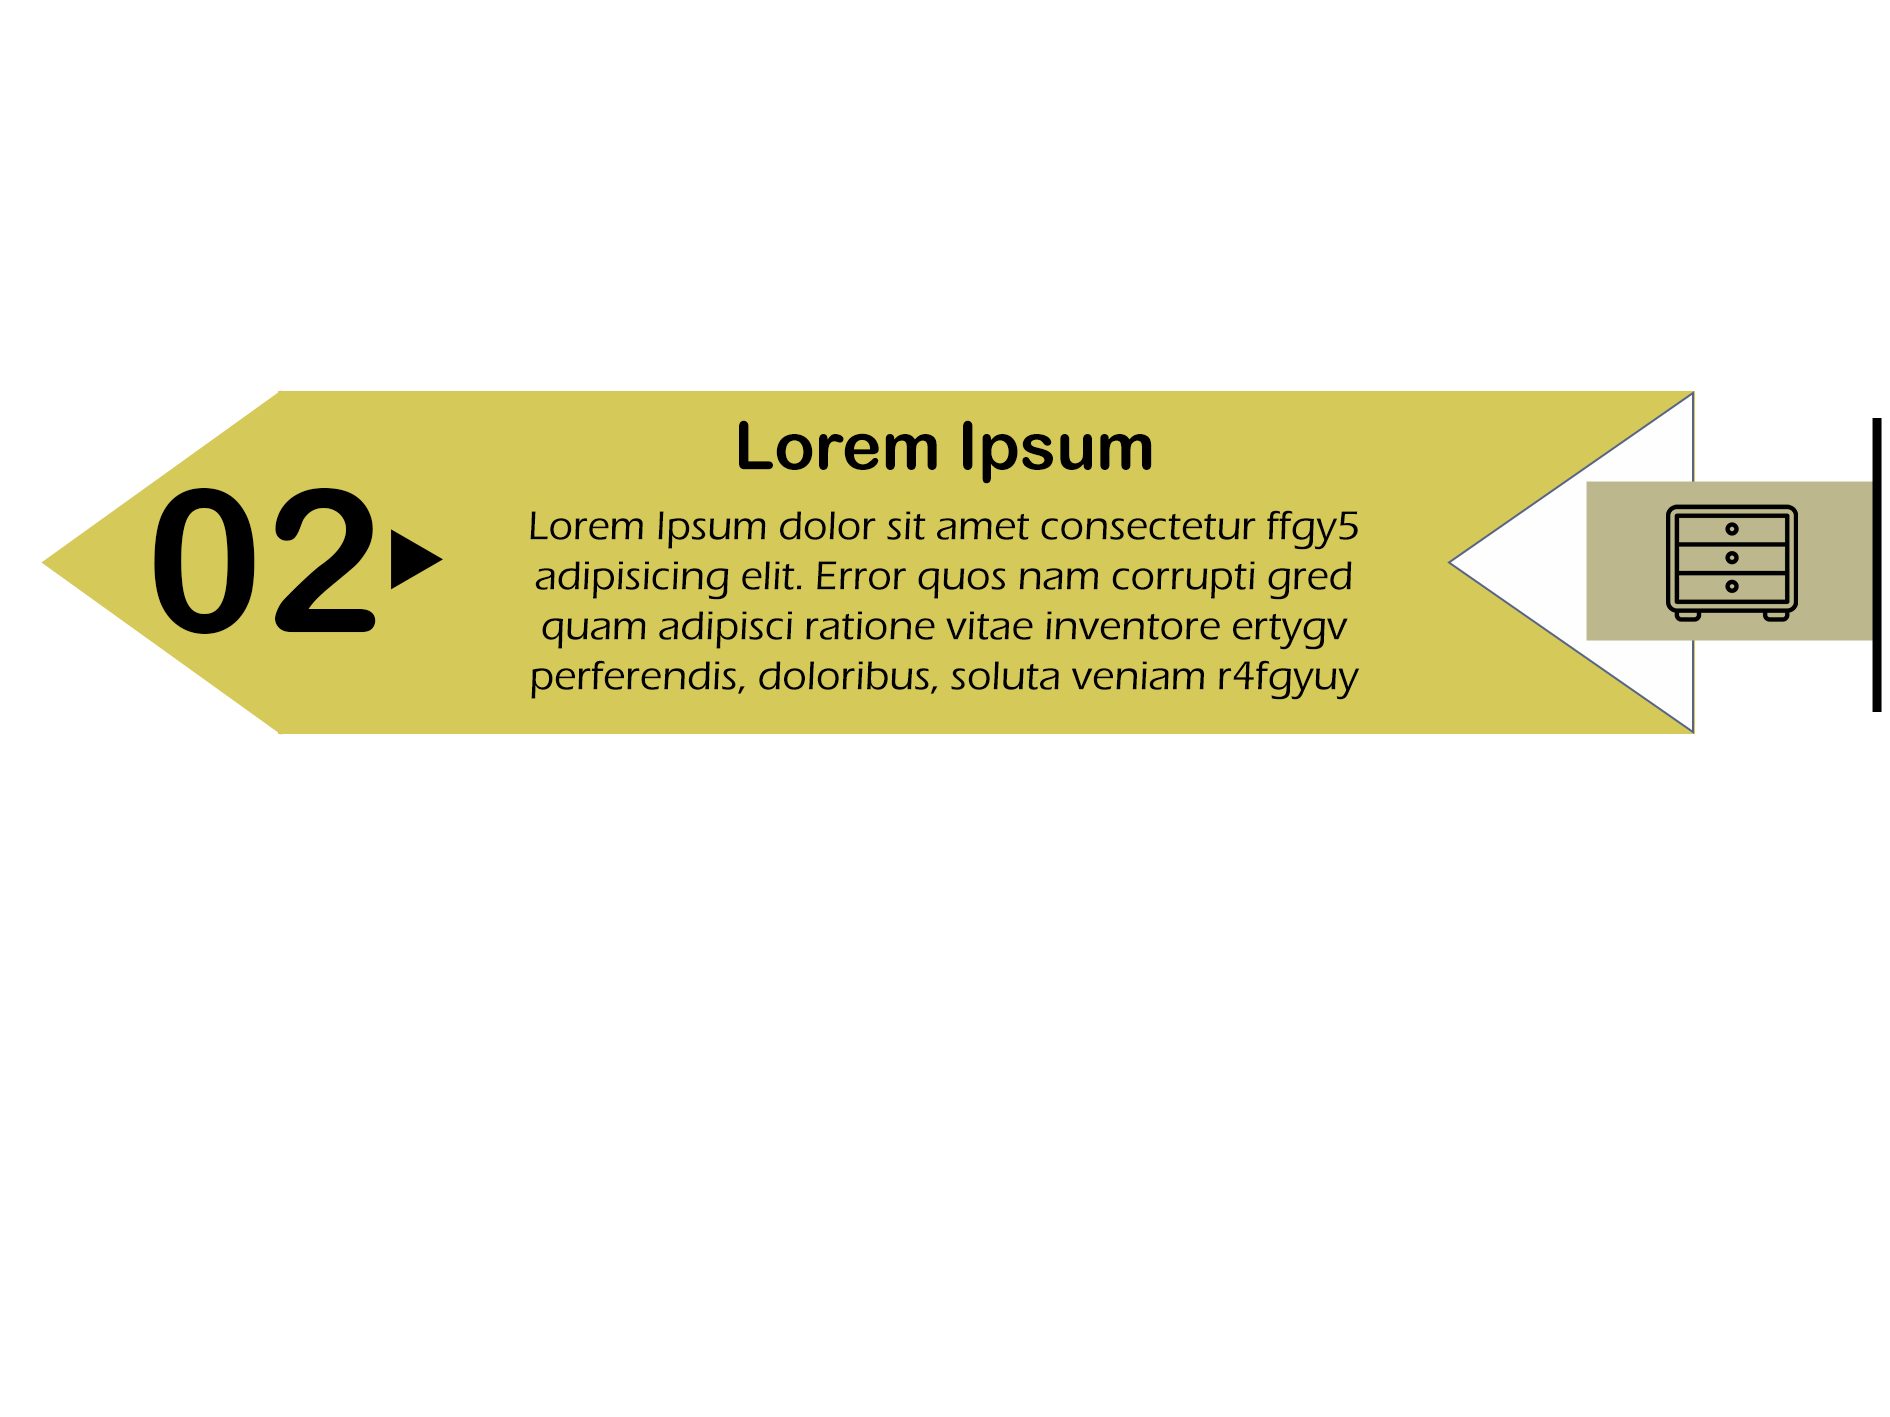 02
Lorem Ipsum
Lorem Ipsum dolor sit amet consectetur ffgy5
adipisicing elit. Error quos nam corrupti gred
quam adipisci ratione vitae inventore ertygv
perferendis, doloribus, soluta veniam r4fgyuy